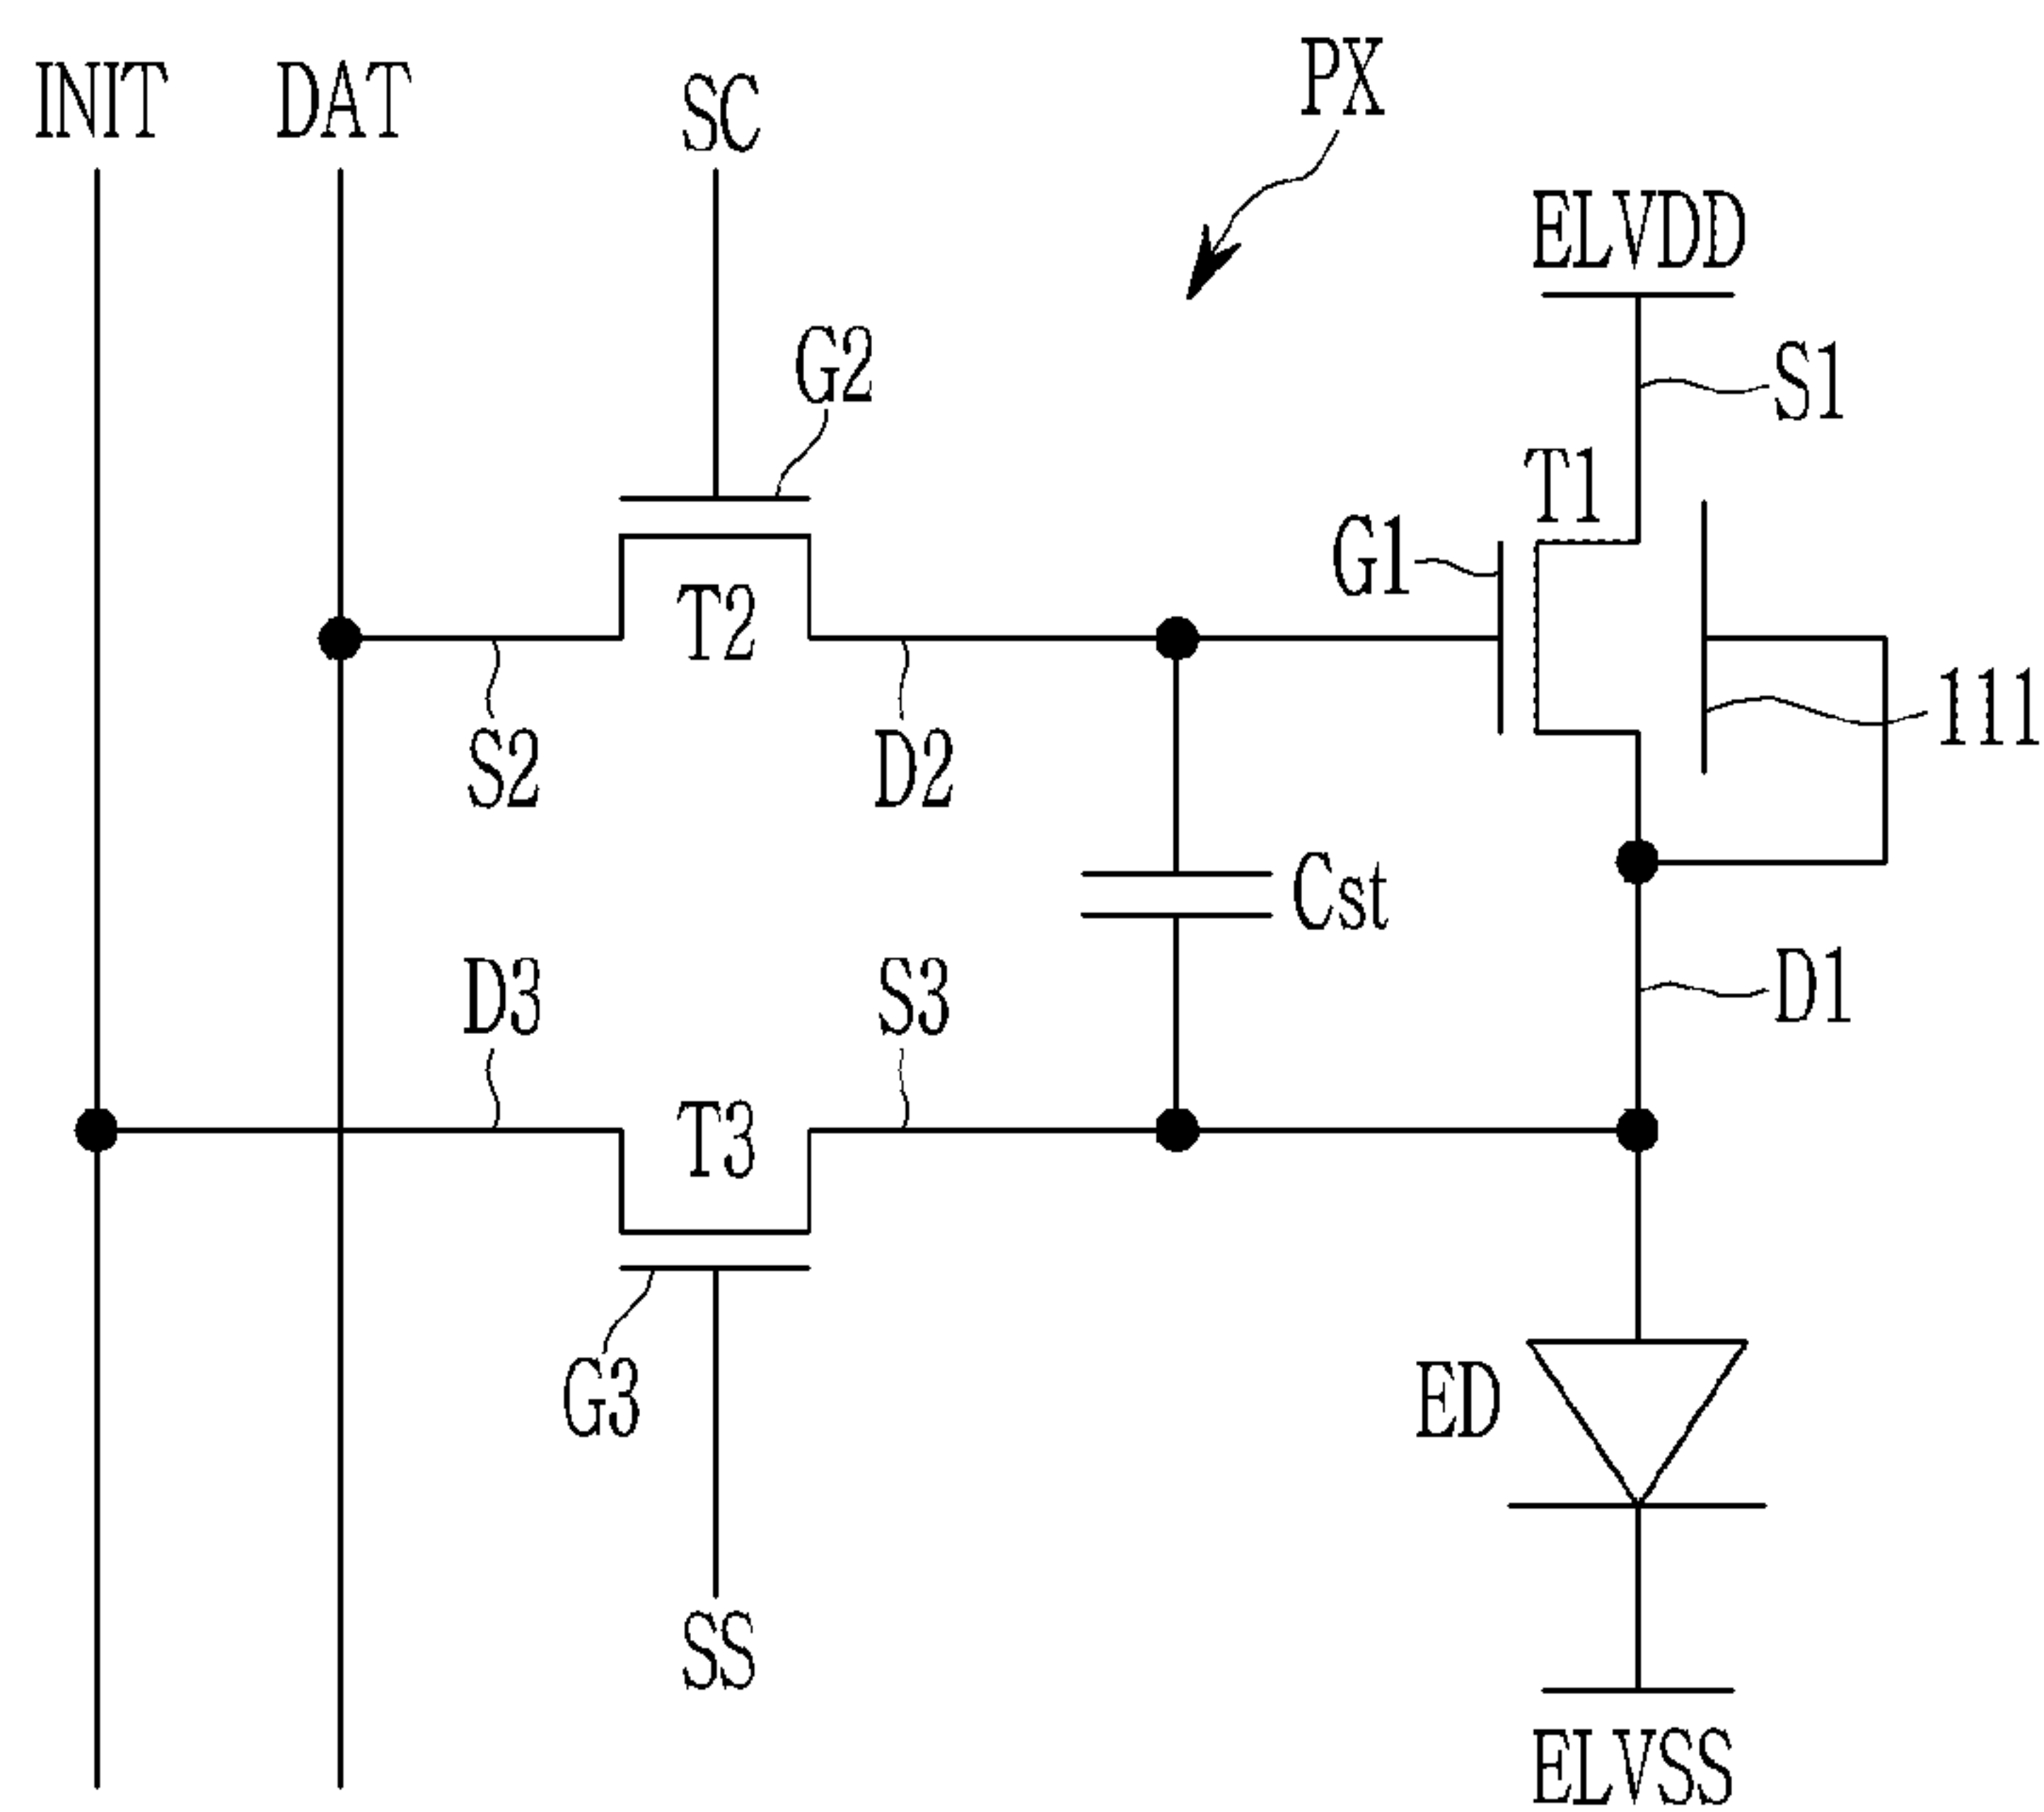 PX
INIT
DAT
SC
ELVDD
G2
S1
T1
G1
T2
111
S2
D2
Cst
D3
S3
D1
T3
G3
ED
SS
ELVSS